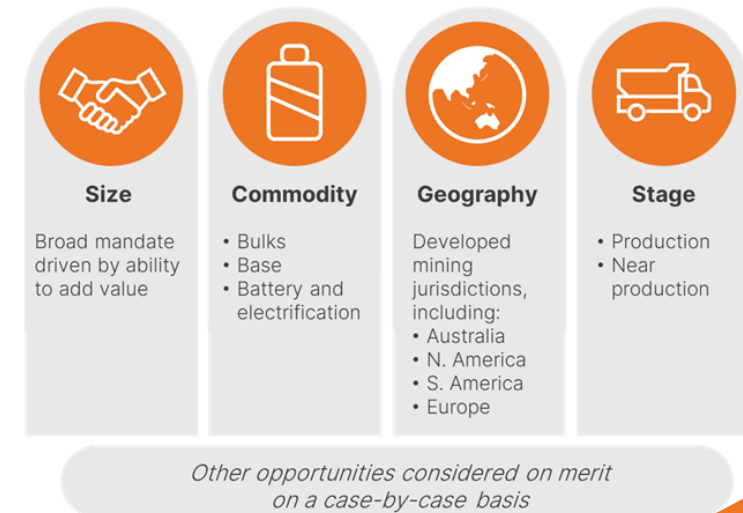 Size
Broad mandate
driven by ability
to add value
Commodity
• Bulks
• Base
• Battery and
electrification
Geography
Developed
mining
jurisdictions,
including:
• Australia
• N. America
• S. America
• Europe
Stage
• Production
• Near
production
Other opportunities considered on merit
on a case-by-case basis